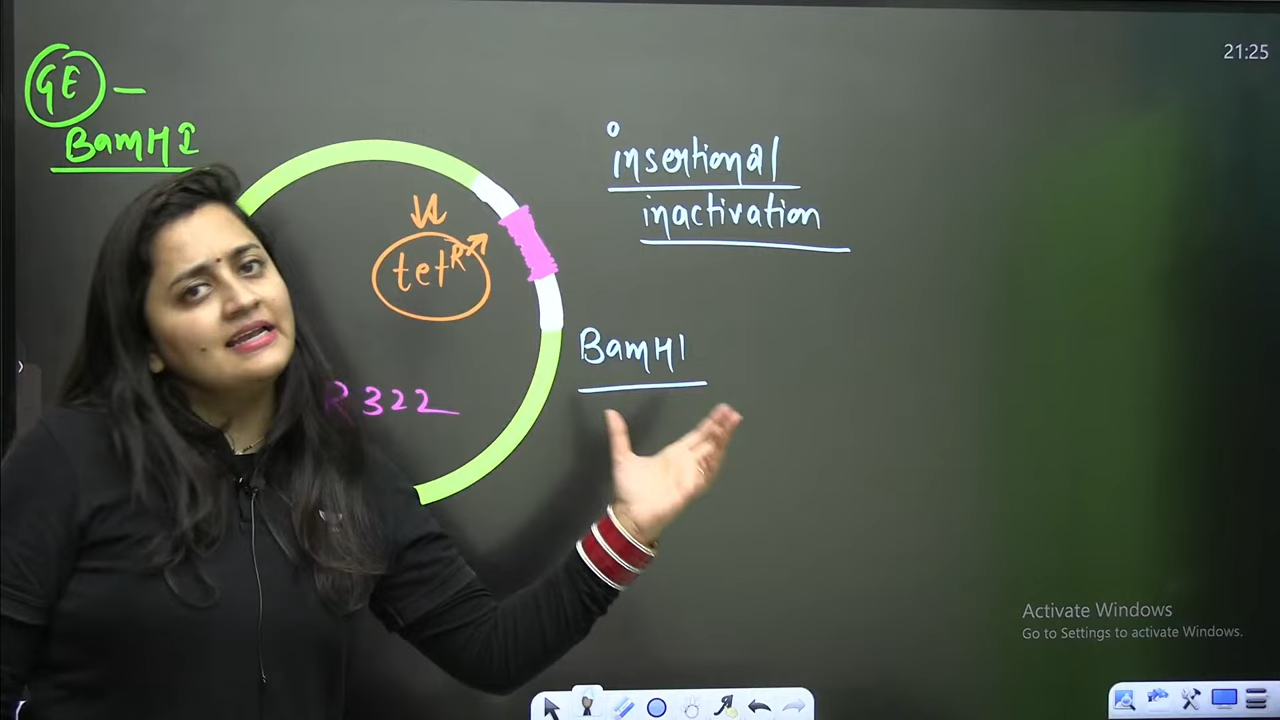 GE -
BamHI
insertional
inactivation
tet R
BamHI
R 322
21:25
Activate Windows
Go to Settings to activate Windows.